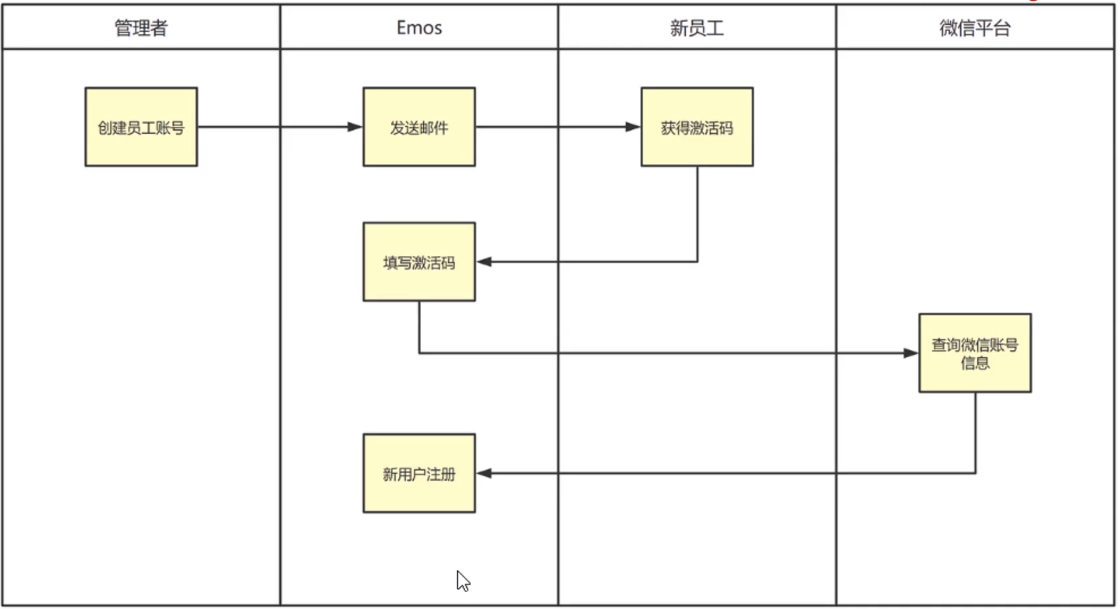 管理者
Emos
新员工
微信平台
创建员工账号
发送邮件
获得激活码
填写激活码
查询微信账号
信息
新用户注册